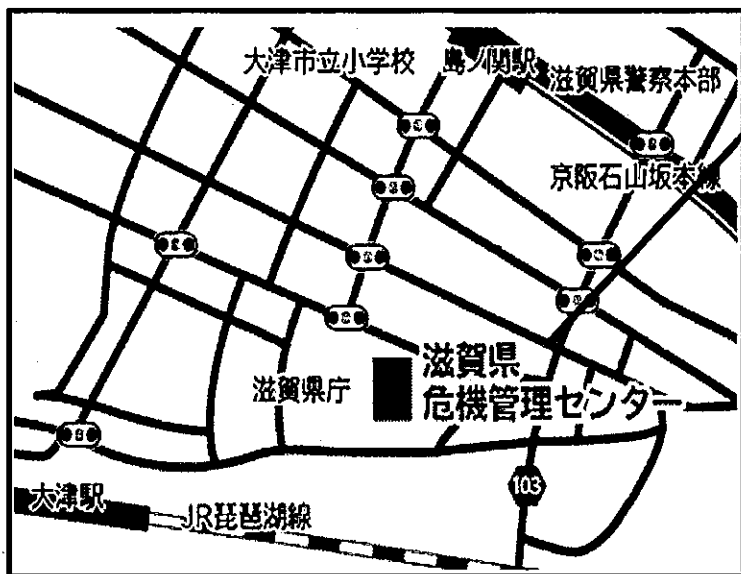 大津市立小学校
島ノ関駅
滋賀県警察本部
京阪石山坂本線
滋賀県
危機管理センター
滋賀県庁
103
大津駅
JR琵琶湖線